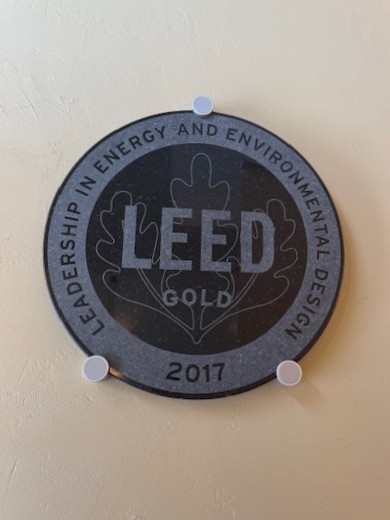 LEADERSHIP IN ENERGY AND ENVIRONMENTAL DESIGN
LEED
GOLD
2017